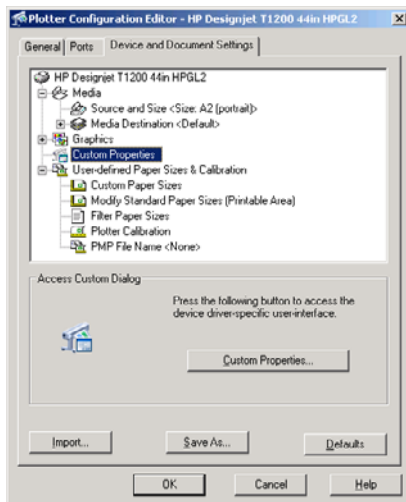 Plotter Configuration Editor - HP Designjet T1200 44in HPGL2
General Ports Device and Document Settings
HP Designjet T1200 44in HPGL2
Media
Source and Size <Size: A2 (portrait)>
Media Destination <Default>
Graphics
Custom Properties
User-defined Paper Sizes & Calibration
Custom Paper Sizes
Modify Standard Paper Sizes (Printable Area)
Filter Paper Sizes
Plotter Calibration
PMP File Name <None>
Access Custom Dialog
Press the following button to access the
device driver-specific user-interface.
Custom Properties...
Import... Save As... Defaults
OK Cancel Help